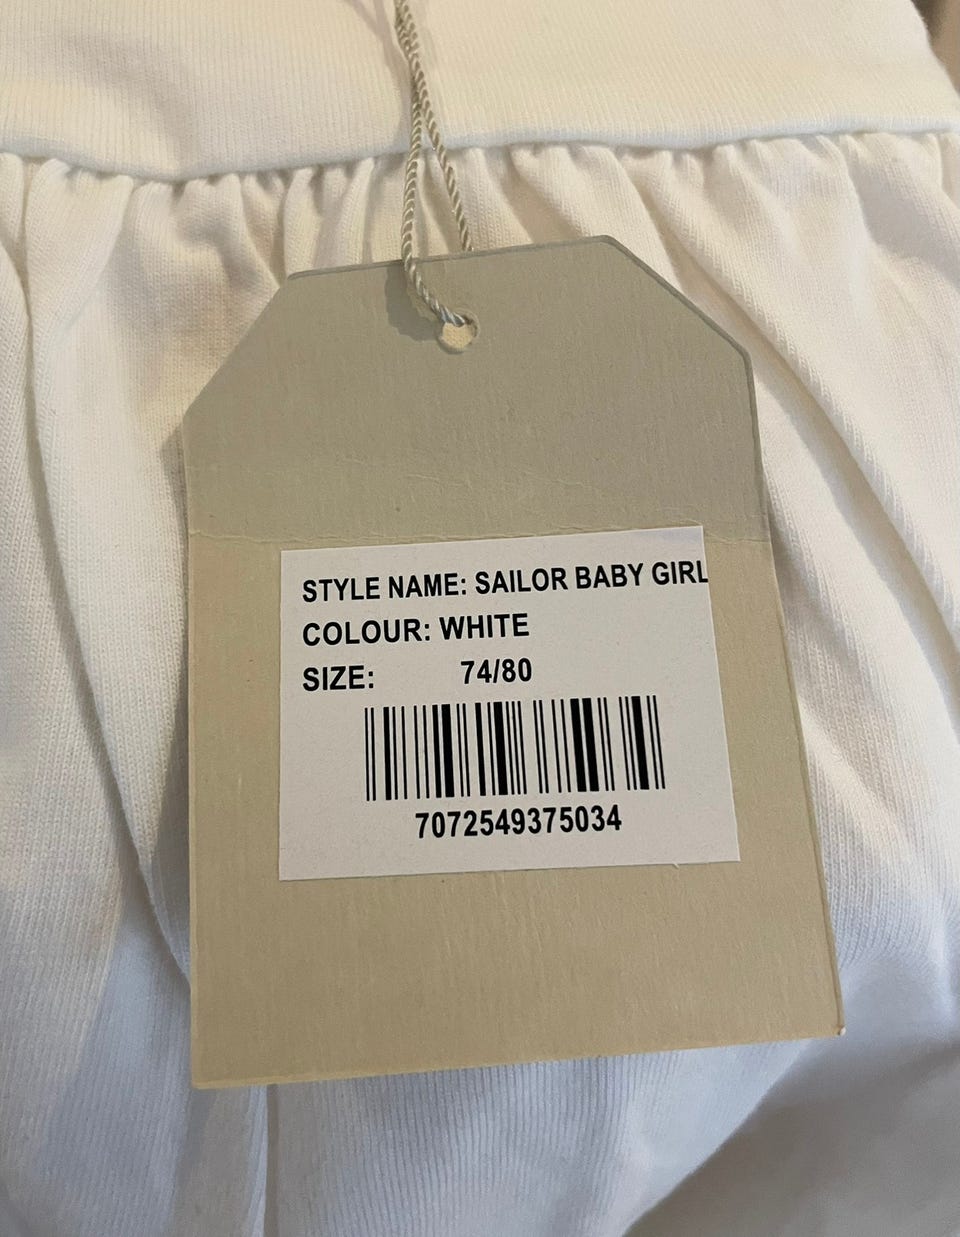 STYLE NAME: SAILOR BABY GIRL
COLOUR: WHITE
SIZE: 74/80
7072549375034